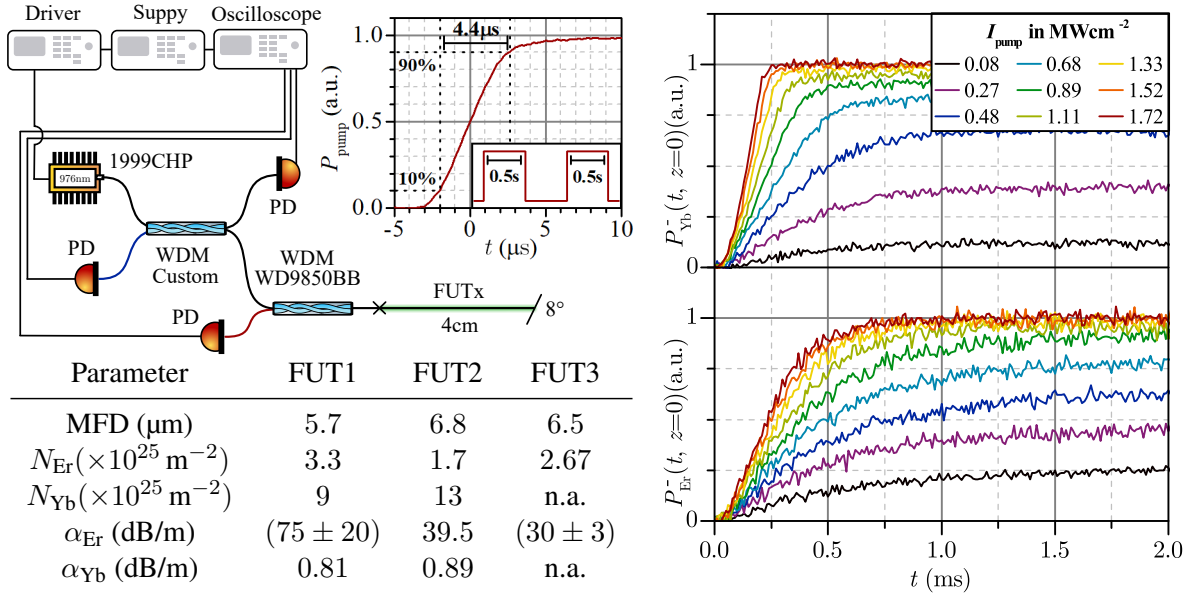 Driver Suppy Oscilloscope
1999CHP
976nm
PD
PD
WDM
Custom
WDM
WD9850BB
PD
FUTx
4cm
8°
P_pump (a.u.)
1.0
0.5
0.0
90%
10%
4.4µs
0.5s 0.5s
-5 0 5 10
t (µs)
Parameter FUT1 FUT2 FUT3
MFD (µm) 5.7 6.8 6.5
N_Er(×10^25 m^−2) 3.3 1.7 2.67
N_Yb(×10^25 m^−2) 9 13 n.a.
α_Er (dB/m) (75 ± 20) 39.5 (30 ± 3)
α_Yb (dB/m) 0.81 0.89 n.a.
P^-_Yb(t, z=0)(a.u.)
1
0
I_pump in MWcm^-2
0.08 0.68 1.33
0.27 0.89 1.52
0.48 1.11 1.72
P^-_Er(t, z=0)(a.u.)
1
0
0.0 0.5 1.0 1.5 2.0
t (ms)